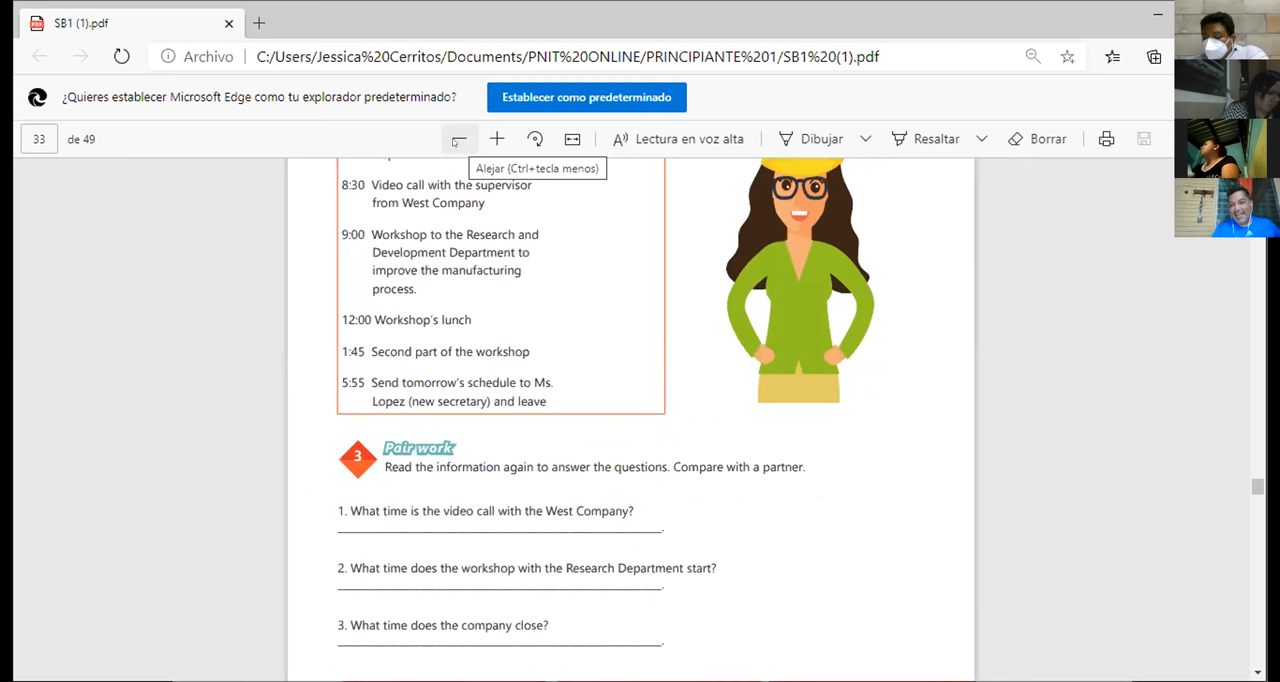 SB1 (1).pdf
Archivo
C:/Users/Jessica%20Cerritos/Documents/PNIT%20ONLINE/PRINCIPIANTE%201/SB1%20(1).pdf
¿Quieres establecer Microsoft Edge como tu explorador predeterminado?
Establecer como predeterminado
33 de 49
Lectura en voz alta
Dibujar
Resaltar
Borrar
Alejar (Ctrl+tecla menos)
8:30 Video call with the supervisor
from West Company
9:00 Workshop to the Research and
Development Department to
improve the manufacturing
process.
12:00 Workshop's lunch
1:45 Second part of the workshop
5:55 Send tomorrow's schedule to Ms.
Lopez (new secretary) and leave
3 Pair work
Read the information again to answer the questions. Compare with a partner.
1. What time is the video call with the West Company?
2. What time does the workshop with the Research Department start?
3. What time does the company close?